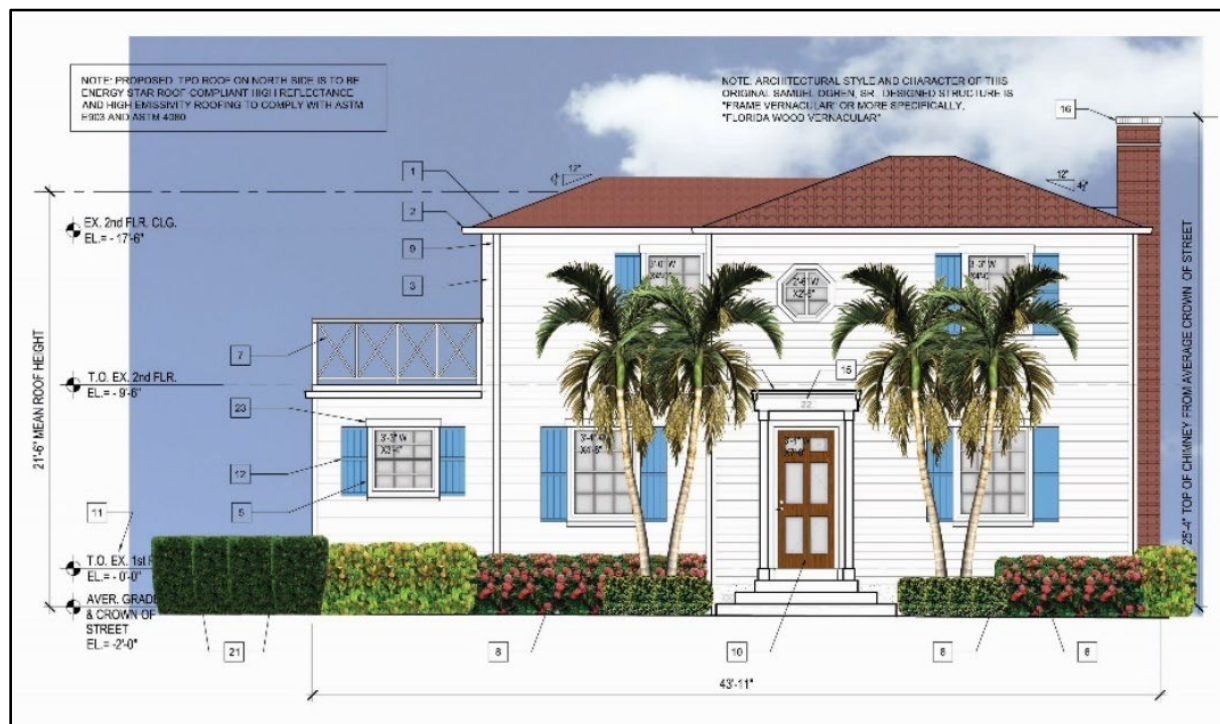 NOTE: PROPOSED TPO ROOF ON NORTH SIDE IS TO BE
ENERGY STAR ROOF COMPLIANT HIGH REFLECTANCE
AND HIGH EMISSIVITY ROOFING TO COMPLY WITH ASTM
E903 AND ASTM 4080
NOTE: ARCHITECTURAL STYLE AND CHARACTER OF THIS
ORIGINAL SAMUEL OGREN, SR. DESIGNED STRUCTURE IS
"FRAME VERNACULAR" OR MORE SPECIFICALLY,
"FLORIDA WOOD VERNACULAR"
16
1
12"
12"
2
EX. 2nd FLR. CLG.
EL.= - 17'-6"
9
3
7
T.O. EX. 2nd FLR.
EL.= - 9'-6"
15
22
23
12
5
11
T.O. EX. 1st
EL.= - 0'-0"
AVER. GRADE
& CROWN OF
STREET
EL.= -2'-0"
21
8
10
8
43'-11"
21'-6" MEAN ROOF HEIGHT
25'-4" TOP OF CHIMNEY FROM AVERAGE CROWN OF STREET